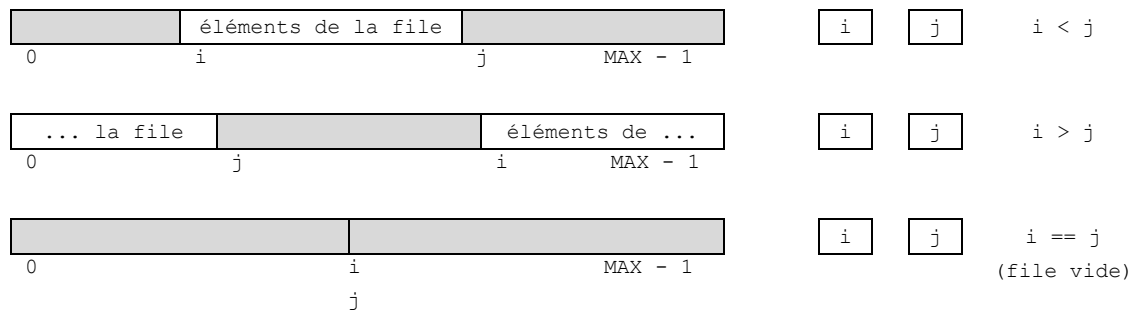 éléments de la file i j i < j
0 i j MAX - 1
... la file éléments de ... i j i > j
0 j i MAX - 1
i j i == j
0 i MAX - 1 (file vide)
j